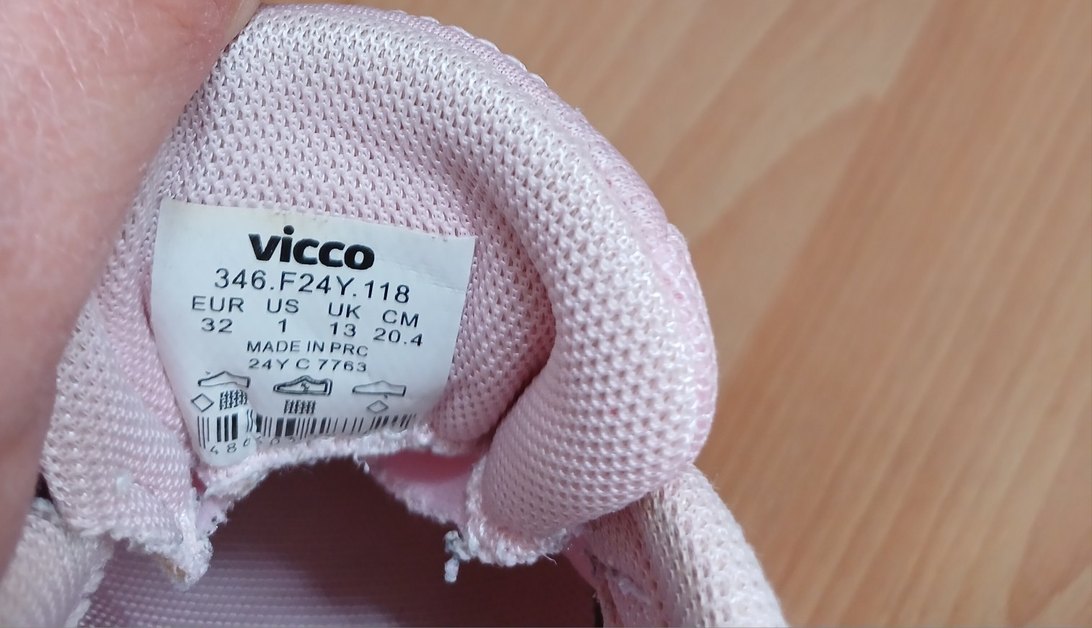 vicco
346.F24Y.118
EUR US UK CM
32 1 13 20.4
MADE IN PRC
24Y C 7763